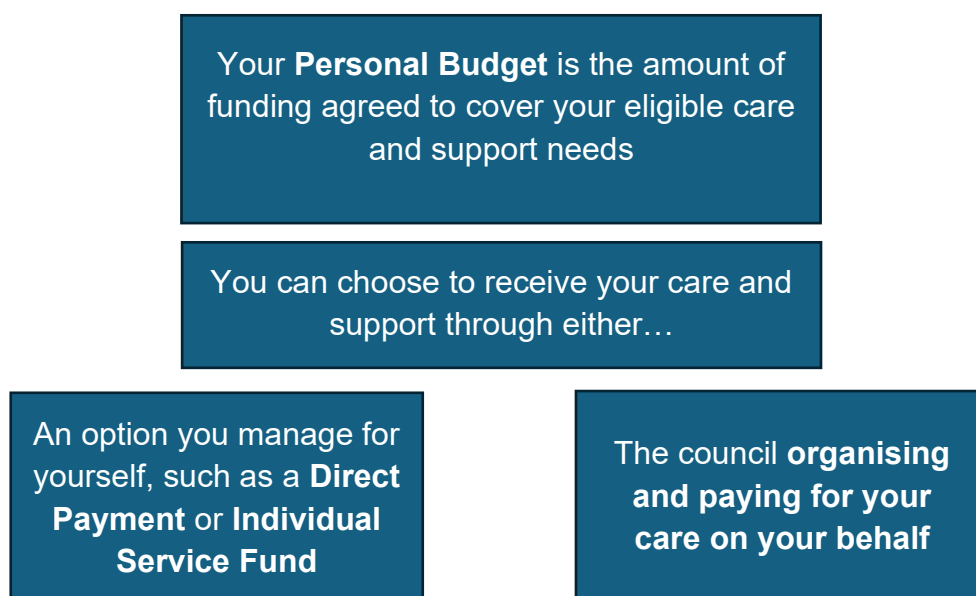 Your Personal Budget is the amount of
funding agreed to cover your eligible care
and support needs
You can choose to receive your care and
support through either…
An option you manage for
yourself, such as a Direct
Payment or Individual
Service Fund
The council organising
and paying for your
care on your behalf